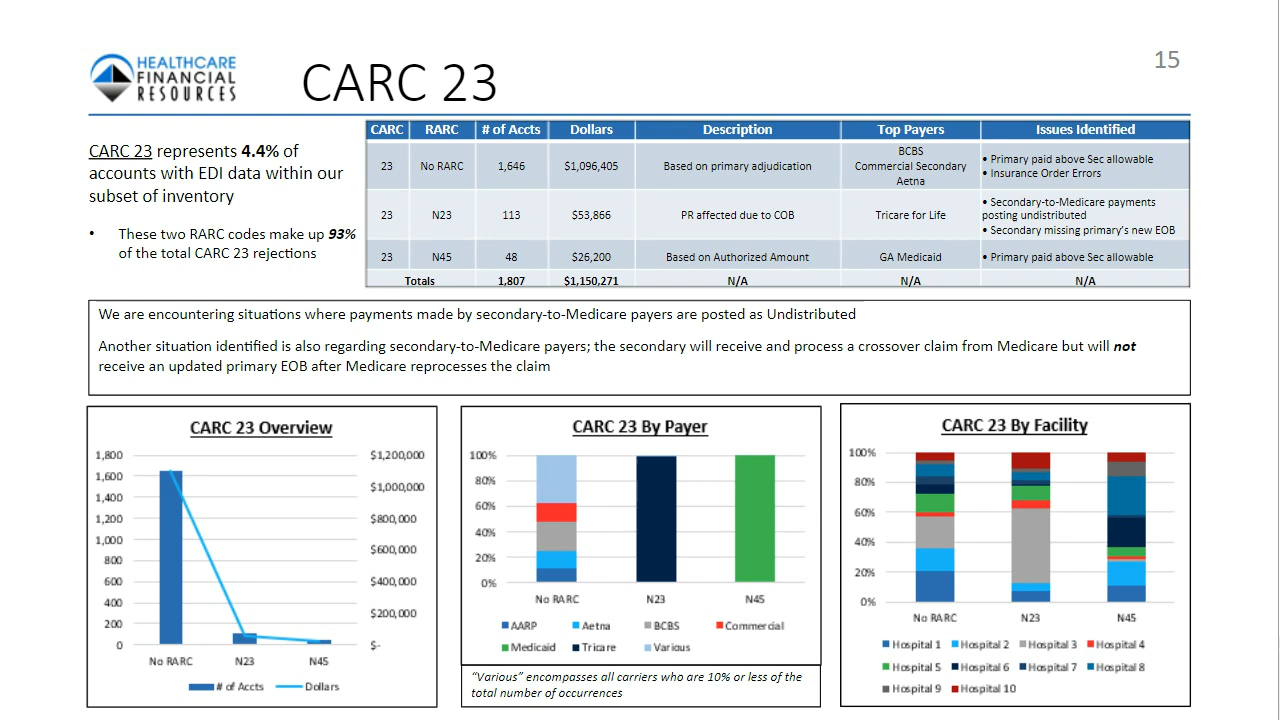 HEALTHCARE
FINANCIAL
RESOURCES
CARC 23
15
CARC 23 represents 4.4% of
accounts with EDI data within our
subset of inventory
• These two RARC codes make up 93%
of the total CARC 23 rejections
CARC RARC # of Accts Dollars Description Top Payers Issues Identified
23 No RARC 1,646 $1,096,405 Based on primary adjudication BCBS Commercial Secondary Aetna • Primary paid above Sec allowable • Insurance Order Errors
23 N23 113 $53,866 PR affected due to COB Tricare for Life • Secondary-to-Medicare payments posting undistributed • Secondary missing primary's new EOB
23 N45 48 $26,200 Based on Authorized Amount GA Medicaid • Primary paid above Sec allowable
Totals 1,807 $1,150,271 N/A N/A N/A
We are encountering situations where payments made by secondary-to-Medicare payers are posted as Undistributed
Another situation identified is also regarding secondary-to-Medicare payers; the secondary will receive and process a crossover claim from Medicare but will not
receive an updated primary EOB after Medicare reprocesses the claim
CARC 23 Overview
1,800 $1,200,000
1,600 $1,000,000
1,400 $800,000
1,200 $600,000
1,000 $400,000
800 $200,000
600 $-
400
200
0
No RARC N23 N45
# of Accts Dollars
CARC 23 By Payer
100%
80%
60%
40%
20%
0%
No RARC N23 N45
AARP Aetna BCBS Commercial
Medicaid Tricare Various
"Various" encompasses all carriers who are 10% or less of the
total number of occurrences
CARC 23 By Facility
100%
80%
60%
40%
20%
0%
No RARC N23 N45
Hospital 1 Hospital 2 Hospital 3 Hospital 4
Hospital 5 Hospital 6 Hospital 7 Hospital 8
Hospital 9 Hospital 10